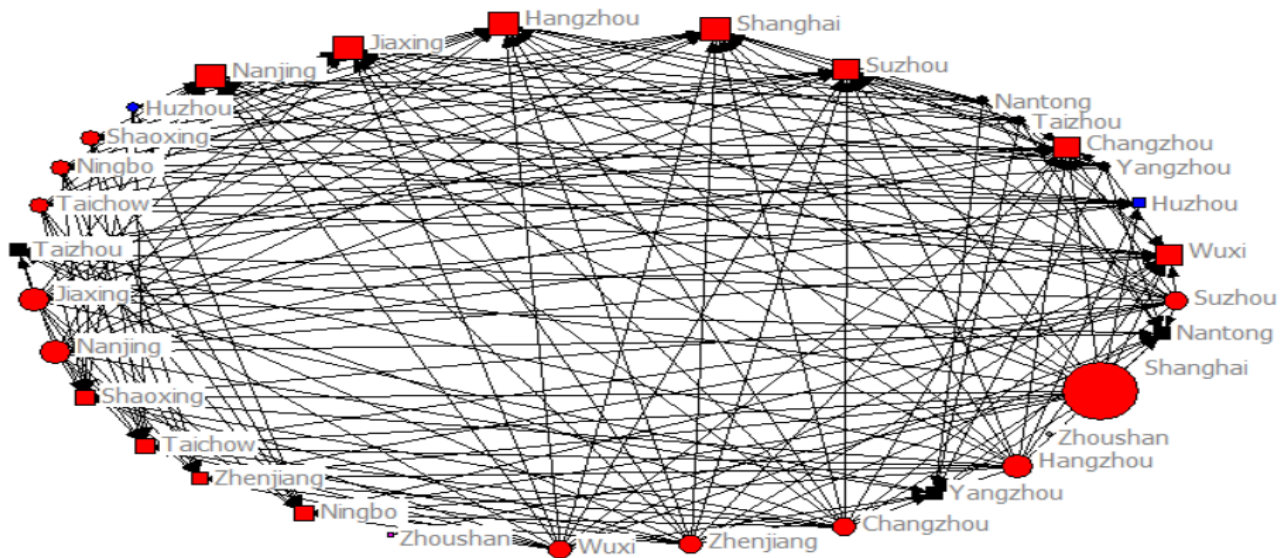 Hangzhou
Shanghai
Jiaxing
Suzhou
Nanjing
Nantong
Huzhou
Taizhou
Shaoxing
Changzhou
Ningbo
Yangzhou
Taichow
Huzhou
Taizhou
Wuxi
Jiaxing
Suzhou
Nantong
Nanjing
Shanghai
Shaoxing
Zhoushan
Taichow
Hangzhou
Zhenjiang
Yangzhou
Ningbo
Changzhou
Zhoushan
Wuxi
Zhenjiang